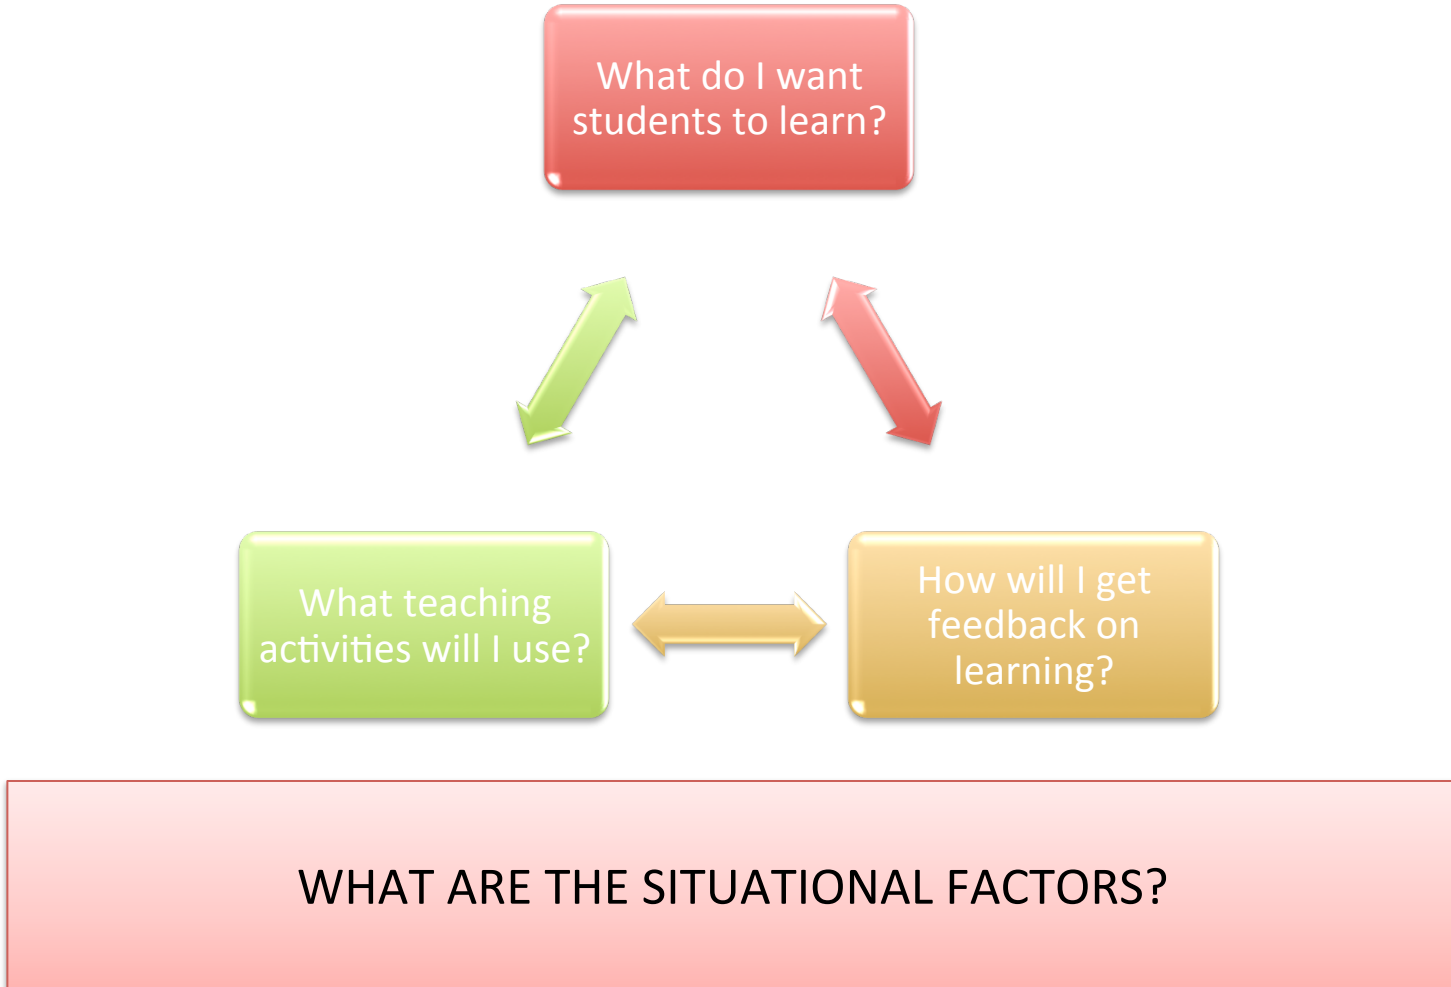 What do I want
students to learn?
What teaching
activities will I use?
How will I get
feedback on
learning?
WHAT ARE THE SITUATIONAL FACTORS?